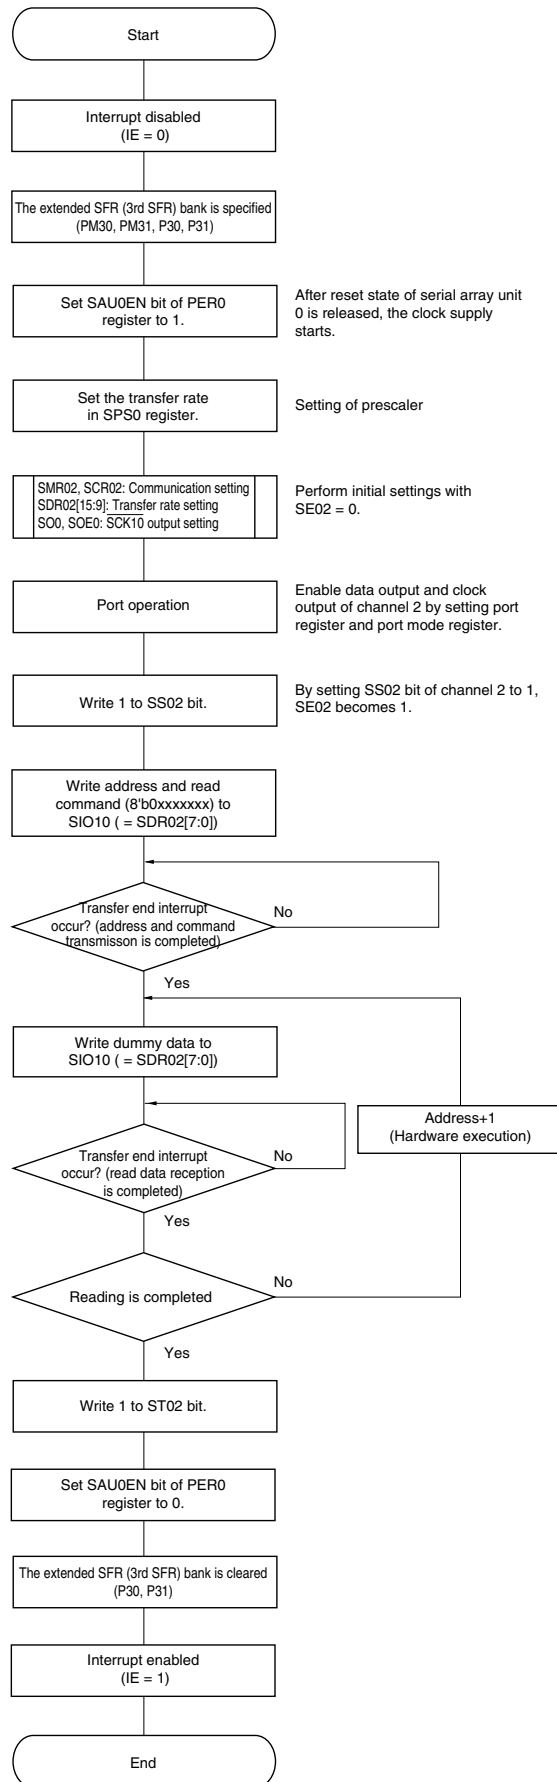 Start
Interrupt disabled
(IE = 0)
The extended SFR (3rd SFR) bank is specified
(PM30, PM31, P30, P31)
Set SAU0EN bit of PER0
register to 1.
After reset state of serial array unit
0 is released, the clock supply
starts.
Set the transfer rate
in SPS0 register.
Setting of prescaler
SMR02, SCR02: Communication setting
SDR02[15:9]: Transfer rate setting
SO0, SOE0: SCK10 output setting
Perform initial settings with
SE02 = 0.
Port operation
Enable data output and clock
output of channel 2 by setting port
register and port mode register.
Write 1 to SS02 bit.
By setting SS02 bit of channel 2 to 1,
SE02 becomes 1.
Write address and read
command (8'b0xxxxxxx) to
SIO10 ( = SDR02[7:0])
Transfer end interrupt
occur? (address and command
transmisson is completed)
No
Yes
Write dummy data to
SIO10 ( = SDR02[7:0])
Address+1
(Hardware execution)
Transfer end interrupt
occur? (read data reception
is completed)
No
Yes
Reading is completed
No
Yes
Write 1 to ST02 bit.
Set SAU0EN bit of PER0
register to 0.
The extended SFR (3rd SFR) bank is cleared
(P30, P31)
Interrupt enabled
(IE = 1)
End